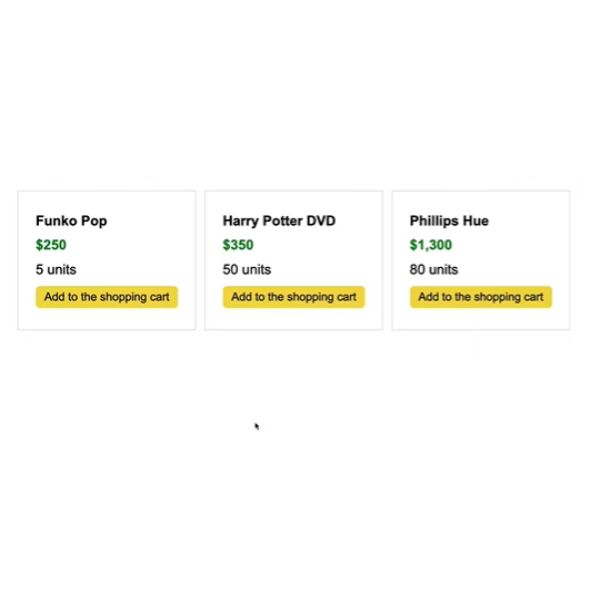 Funko Pop
$250
5 units
Add to the shopping cart
Harry Potter DVD
$350
50 units
Add to the shopping cart
Phillips Hue
$1,300
80 units
Add to the shopping cart